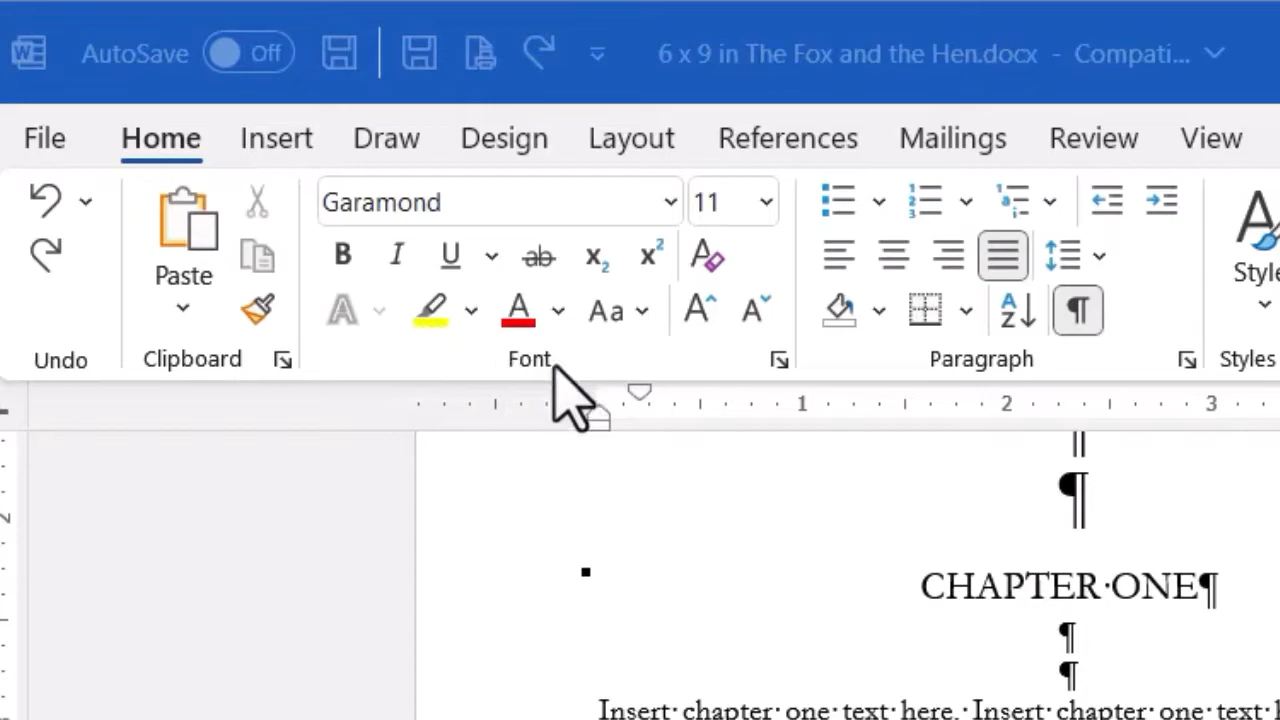 AutoSave Off 6 x 9 in The Fox and the Hen.docx - Compati...
File Home Insert Draw Design Layout References Mailings Review View
Garamond 11
Paste
Undo Clipboard Font Paragraph Styles
1 2 3
2
¶
CHAPTER·ONE¶
¶
¶
Insert· chapter· one· text· here.· Insert· chapter· one· text·